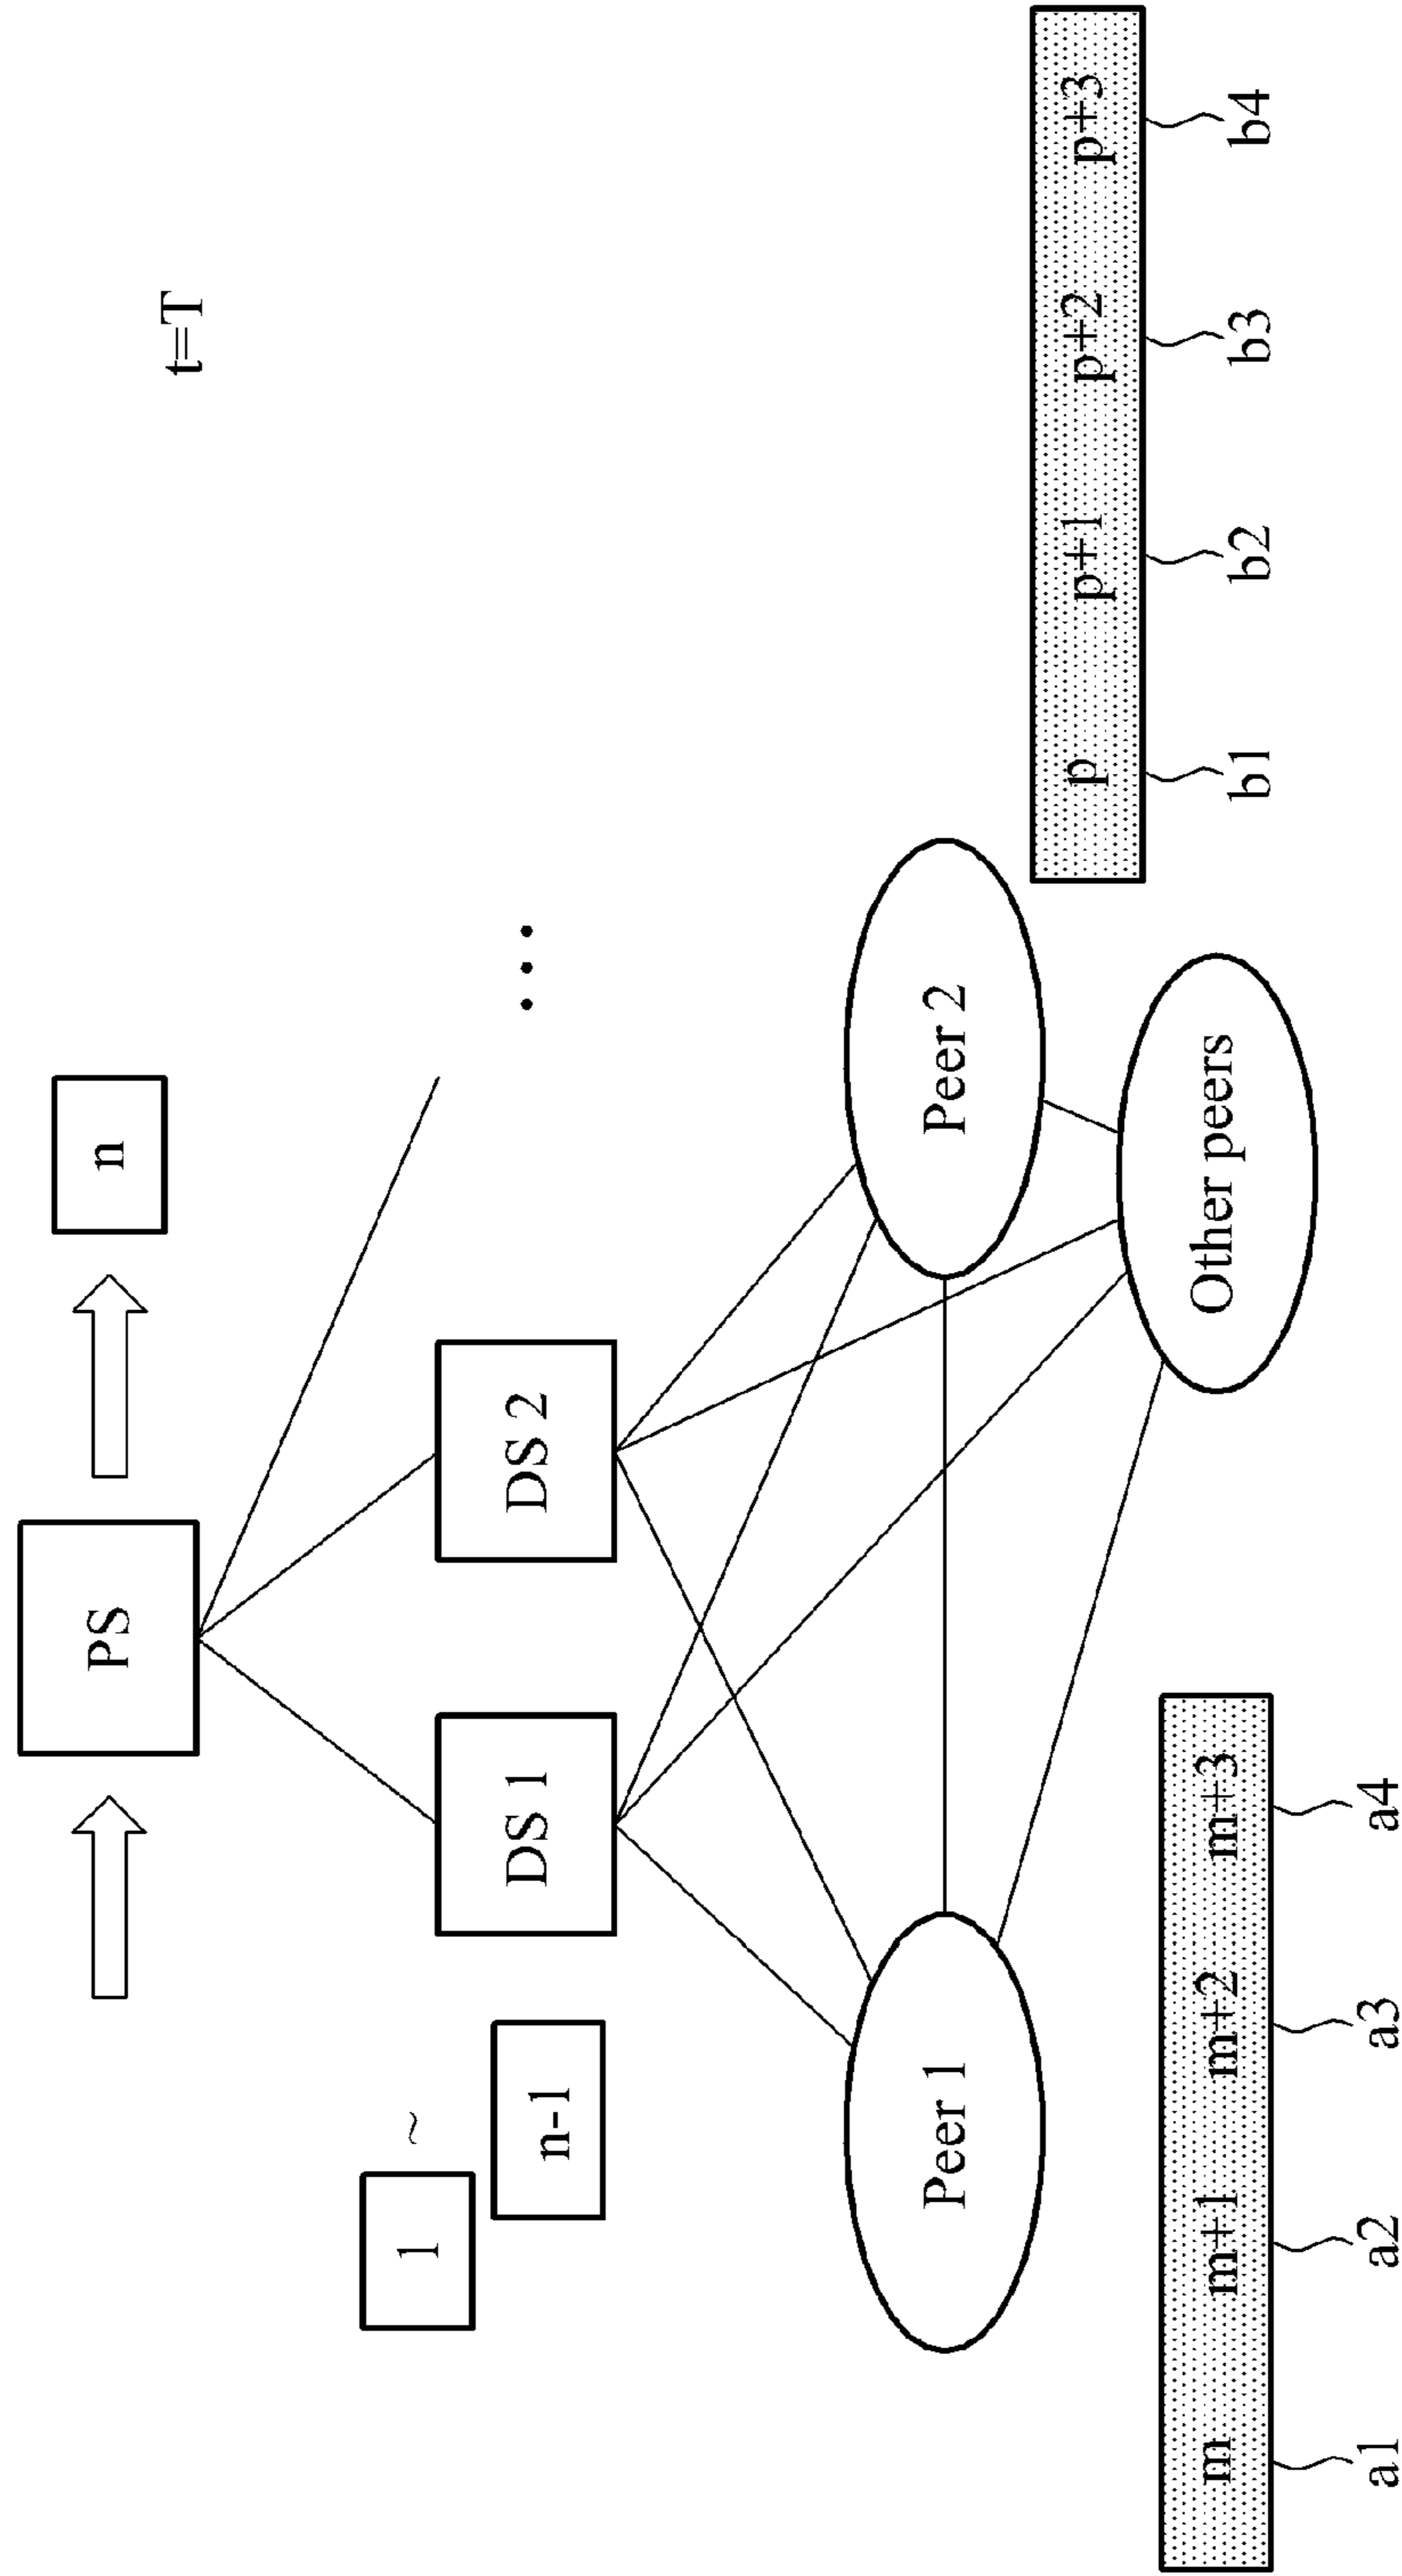 t=T
PS
n
1
~
n-1
DS 1
DS 2
...
Peer 1
Peer 2
Other peers
p p+1 p+2 p+3
b1 b2 b3 b4
m m+1 m+2 m+3
a1 a2 a3 a4